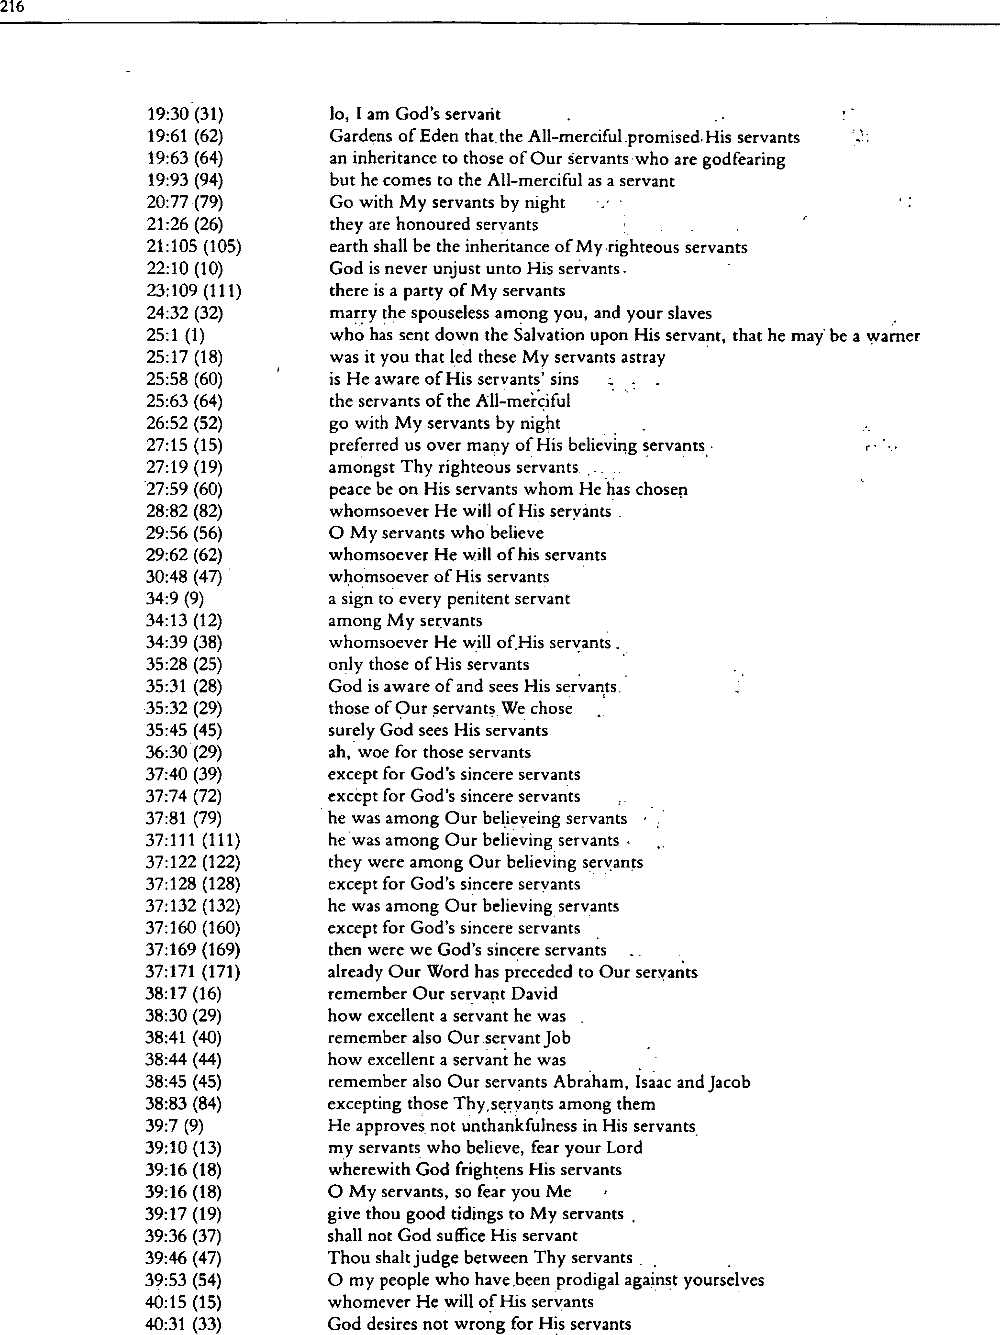 216
19:30 (31) lo, I am God's servant
19:61 (62) Gardens of Eden that the All-merciful promised His servants
19:63 (64) an inheritance to those of Our servants who are godfearing
19:93 (94) but he comes to the All-merciful as a servant
20:77 (79) Go with My servants by night
21:26 (26) they are honoured servants
21:105 (105) earth shall be the inheritance of My righteous servants
22:10 (10) God is never unjust unto His servants
23:109 (111) there is a party of My servants
24:32 (32) marry the spouseless among you, and your slaves
25:1 (1) who has sent down the Salvation upon His servant, that he may be a warner
25:17 (18) was it you that led these My servants astray
25:58 (60) is He aware of His servants' sins
25:63 (64) the servants of the All-merciful
26:52 (52) go with My servants by night
27:15 (15) preferred us over many of His believing servants
27:19 (19) amongst Thy righteous servants
27:59 (60) peace be on His servants whom He has chosen
28:82 (82) whomsoever He will of His servants
29:56 (56) O My servants who believe
29:62 (62) whomsoever He will of his servants
30:48 (47) whomsoever of His servants
34:9 (9) a sign to every penitent servant
34:13 (12) among My servants
34:39 (38) whomsoever He will of His servants
35:28 (25) only those of His servants
35:31 (28) God is aware of and sees His servants
35:32 (29) those of Our servants We chose
35:45 (45) surely God sees His servants
36:30 (29) ah, woe for those servants
37:40 (39) except for God's sincere servants
37:74 (72) except for God's sincere servants
37:81 (79) he was among Our believeing servants
37:111 (111) he was among Our believing servants
37:122 (122) they were among Our believing servants
37:128 (128) except for God's sincere servants
37:132 (132) he was among Our believing servants
37:160 (160) except for God's sincere servants
37:169 (169) then were we God's sincere servants
37:171 (171) already Our Word has preceded to Our servants
38:17 (16) remember Our servant David
38:30 (29) how excellent a servant he was
38:41 (40) remember also Our servant Job
38:44 (44) how excellent a servant he was
38:45 (45) remember also Our servants Abraham, Isaac and Jacob
38:83 (84) excepting those Thy servants among them
39:7 (9) He approves not unthankfulness in His servants
39:10 (13) my servants who believe, fear your Lord
39:16 (18) wherewith God frightens His servants
39:16 (18) O My servants, so fear you Me
39:17 (19) give thou good tidings to My servants
39:36 (37) shall not God suffice His servant
39:46 (47) Thou shalt judge between Thy servants
39:53 (54) O my people who have been prodigal against yourselves
40:15 (15) whomever He will of His servants
40:31 (33) God desires not wrong for His servants